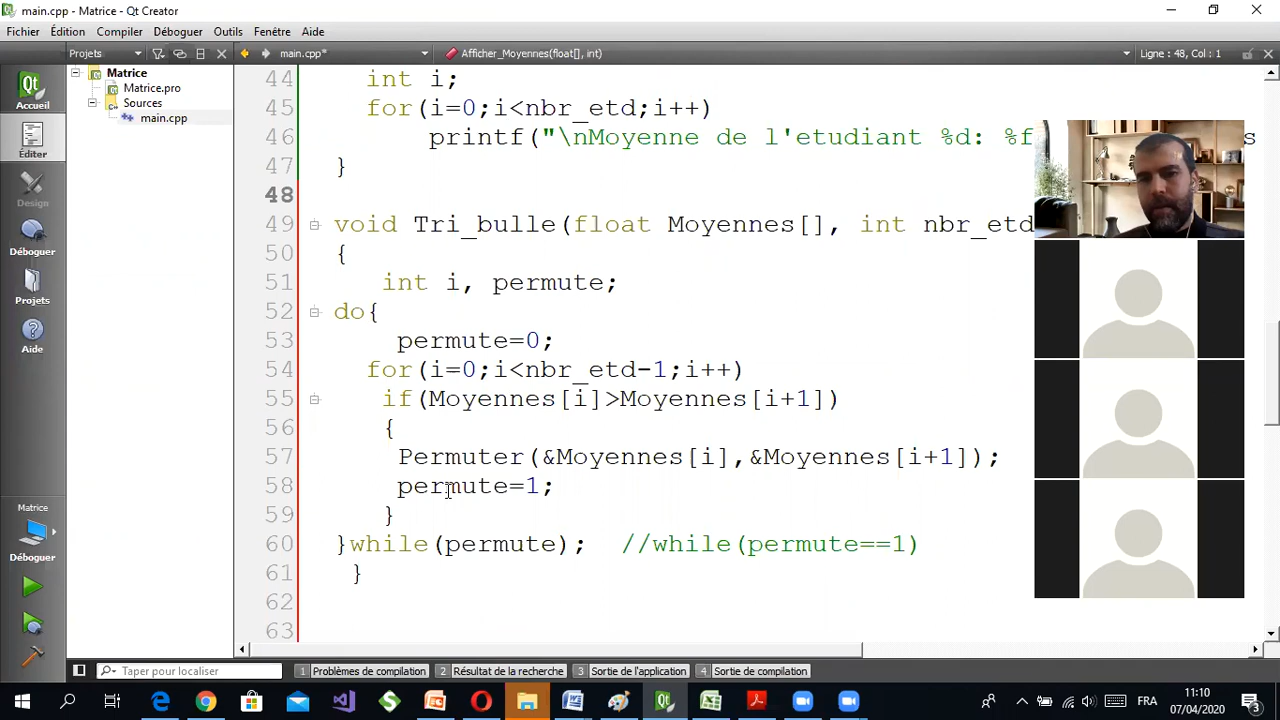 main.cpp - Matrice - Qt Creator
Fichier Édition Compiler Déboguer Outils Fenêtre Aide
Projets
main.cpp*
Afficher_Moyennes(float[], int)
Ligne : 48, Col : 1
Accueil
Éditer
Design
Déboguer
Projets
Aide
Matrice
Déboguer
Matrice
Matrice.pro
Sources
main.cpp
44 int i;
45 for(i=0;i<nbr_etd;i++)
46 printf("\nMoyenne de l'etudiant %d: %f s
47 }
48
49 void Tri_bulle(float Moyennes[], int nbr_etd
50 {
51 int i, permute;
52 do{
53 permute=0;
54 for(i=0;i<nbr_etd-1;i++)
55 if(Moyennes[i]>Moyennes[i+1])
56 {
57 Permuter(&Moyennes[i],&Moyennes[i+1]);
58 permute=1;
59 }
60 }while(permute); //while(permute==1)
61 }
62
63
Taper pour localiser
1 Problèmes de compilation 2 Résultat de la recherche 3 Sortie de l'application 4 Sortie de compilation
FRA
11:10
07/04/2020
3